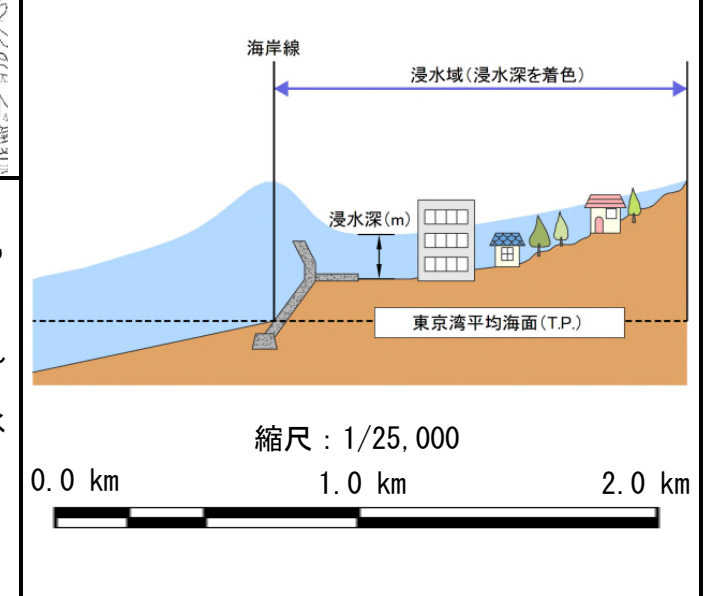 海岸線
浸水域(浸水深を着色)
浸水深(m)
東京湾平均海面(T.P.)
縮尺:1/25,000
0.0 km 1.0 km 2.0 km